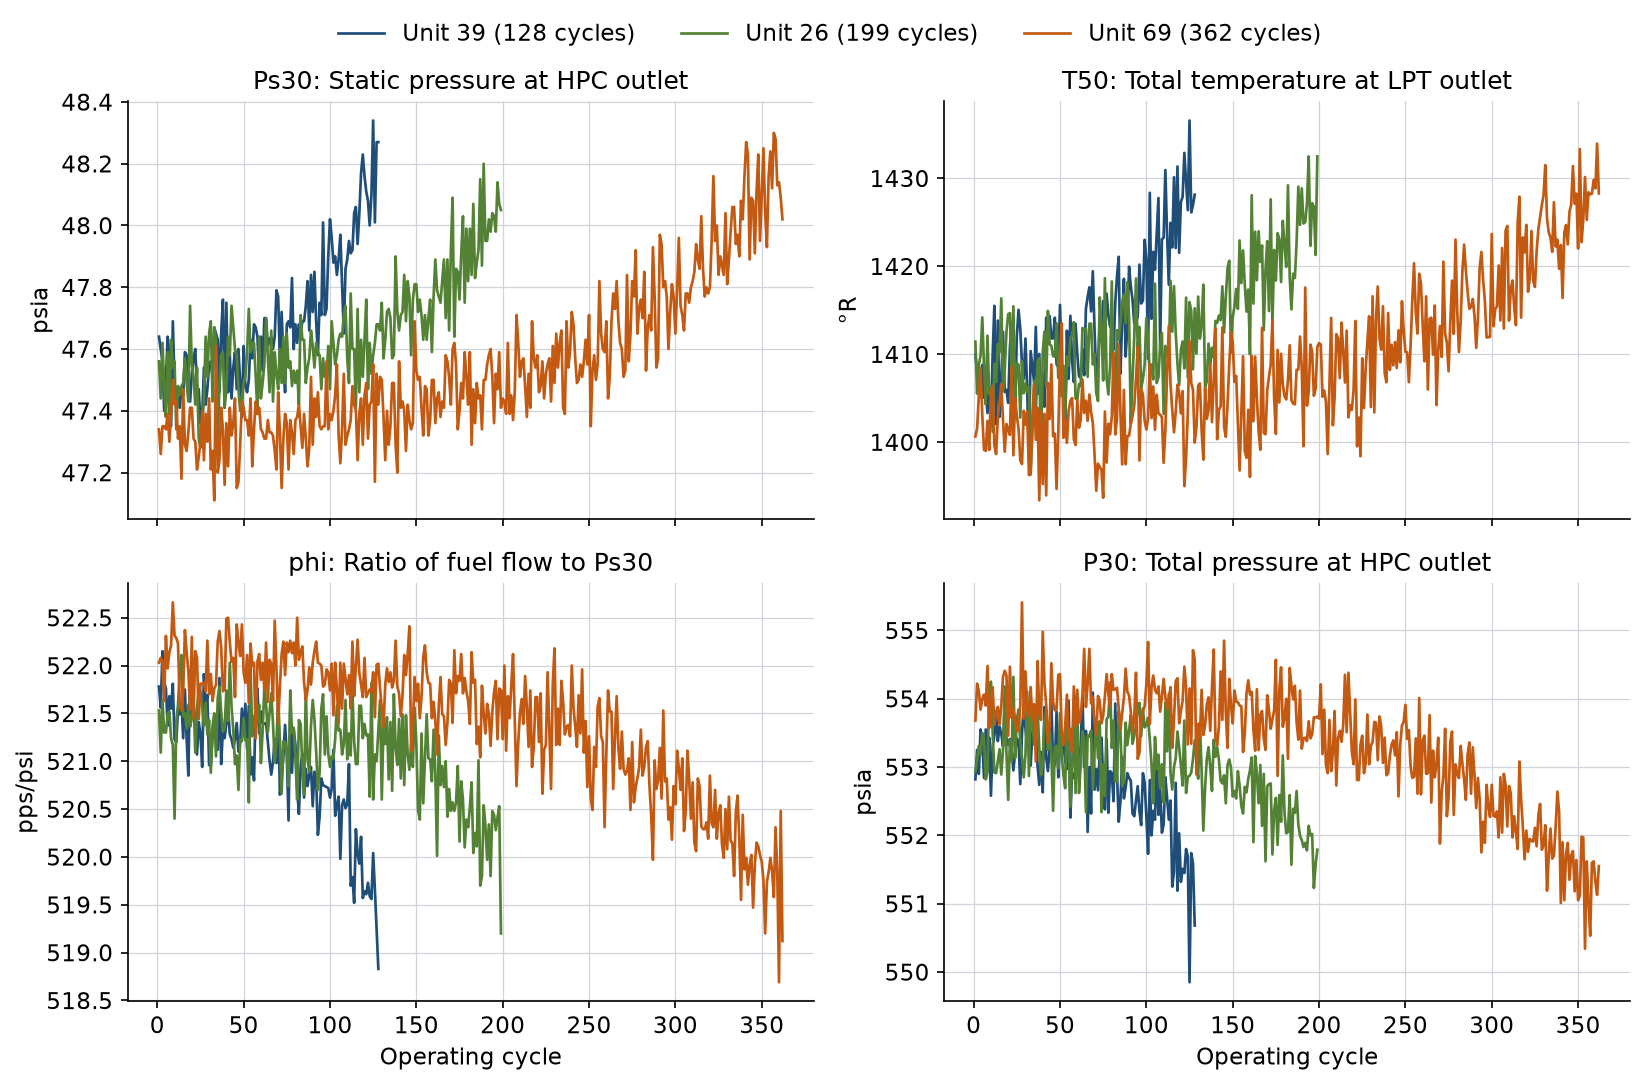 Unit 39 (128 cycles) Unit 26 (199 cycles) Unit 69 (362 cycles)
Ps30: Static pressure at HPC outlet
48.4
48.2
48.0
47.8
47.6
47.4
47.2
psia
T50: Total temperature at LPT outlet
1430
1420
1410
1400
°R
phi: Ratio of fuel flow to Ps30
522.5
522.0
521.5
521.0
520.5
520.0
519.5
519.0
518.5
pps/psi
0 50 100 150 200 250 300 350
Operating cycle
P30: Total pressure at HPC outlet
555
554
553
552
551
550
psia
0 50 100 150 200 250 300 350
Operating cycle